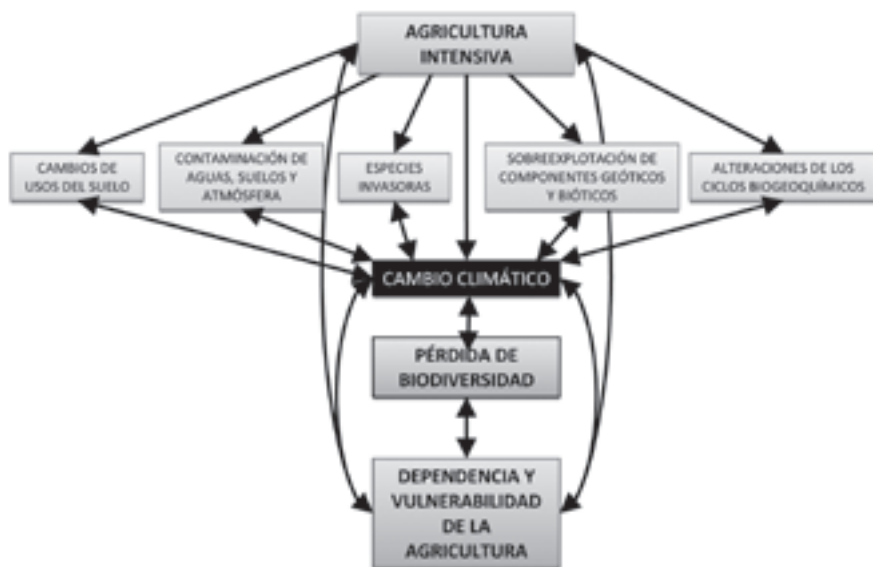 AGRICULTURA
INTENSIVA
CAMBIOS DE
USOS DEL SUELO
CONTAMINACIÓN DE
AGUAS, SUELOS Y
ATMÓSFERA
ESPECIES
INVASORAS
SOBREEXPLOTACIÓN DE
COMPONENTES GEÓTICOS
Y BIÓTICOS
ALTERACIONES DE LOS
CICLOS BIOGEOQUÍMICOS
CAMBIO CLIMÁTICO
PÉRDIDA DE
BIODIVERSIDAD
DEPENDENCIA Y
VULNERABILIDAD
DE LA
AGRICULTURA